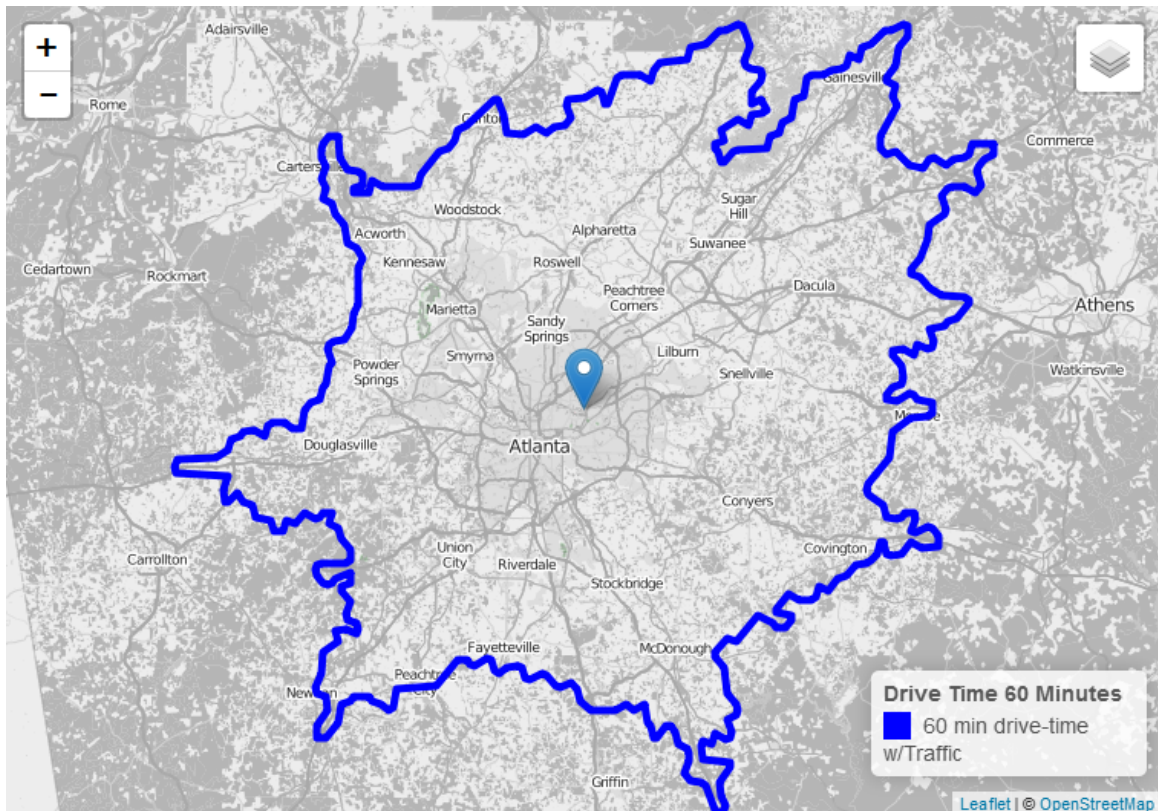 Adairsville
+
−
Rome
Gainesville
Canton
Commerce
Cartersville
Sugar
Hill
Woodstock
Acworth
Alpharetta
Suwanee
Cedartown
Rockmart
Kennesaw
Roswell
Dacula
Peachtree
Corners
Athens
Marietta
Sandy
Springs
Smyrna
Lilburn
Powder
Springs
Snellville
Watkinsville
Monroe
Douglasville
Atlanta
Conyers
Carrollton
Union
City
Covington
Riverdale
Stockbridge
Fayetteville
McDonough
Peachtree
City
Newnan
Griffin
Drive Time 60 Minutes
60 min drive-time
w/Traffic
Leaflet | © OpenStreetMap